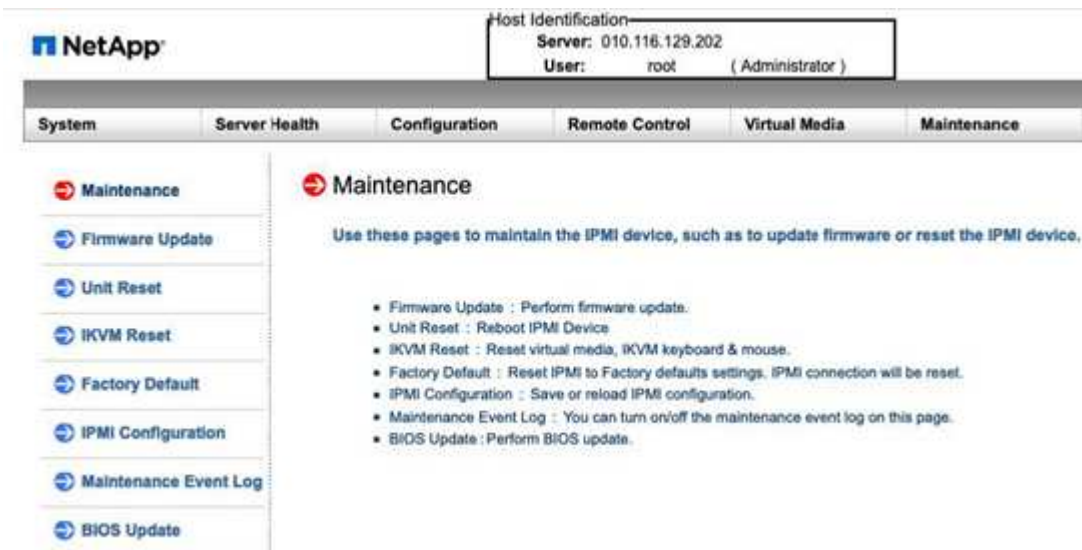 Host Identification
NetApp
Server: 010.116.129.202
User: root ( Administrator )
System Server Health Configuration Remote Control Virtual Media Maintenance
Maintenance
Firmware Update
Unit Reset
IKVM Reset
Factory Default
IPMI Configuration
Maintenance Event Log
BIOS Update
Maintenance
Use these pages to maintain the IPMI device, such as to update firmware or reset the IPMI device.
Firmware Update : Perform firmware update.
Unit Reset : Reboot IPMI Device
IKVM Reset : Reset virtual media, IKVM keyboard & mouse.
Factory Default : Reset IPMI to Factory defaults settings. IPMI connection will be reset.
IPMI Configuration : Save or reload IPMI configuration.
Maintenance Event Log : You can turn on/off the maintenance event log on this page.
BIOS Update : Perform BIOS update.